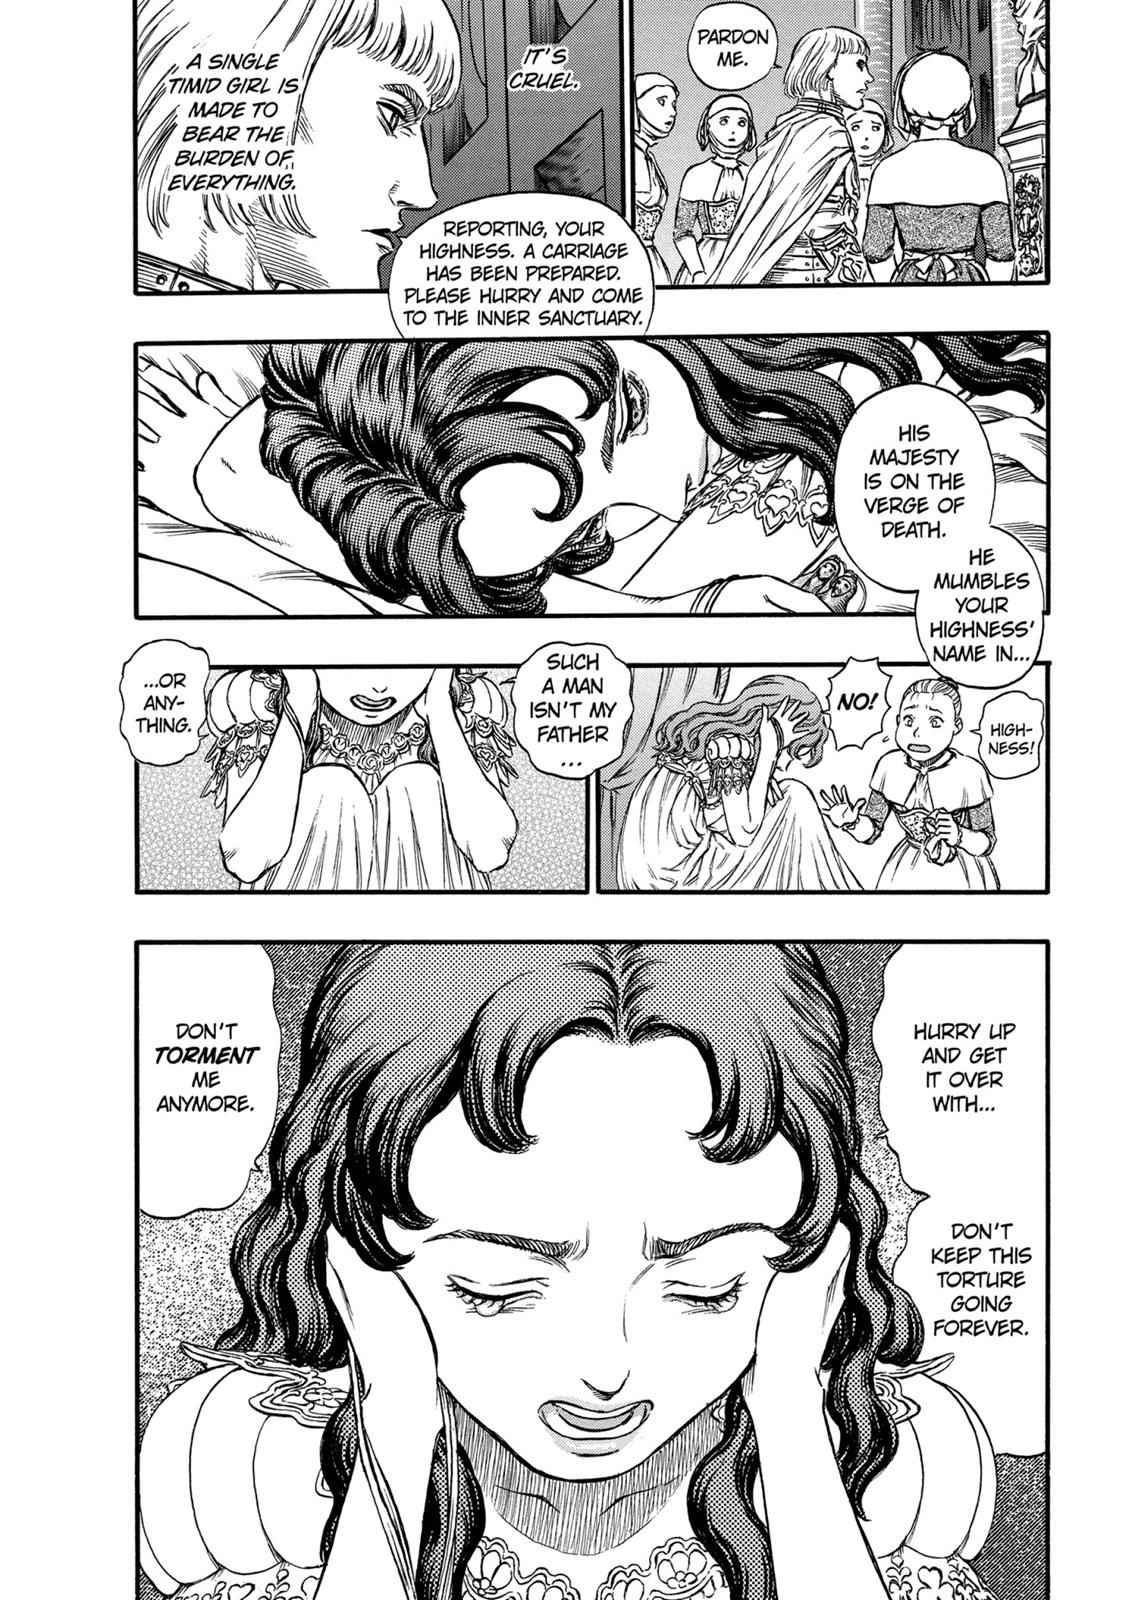 PARDON
ME.
IT'S
CRUEL.
A SINGLE
TIMID GIRL IS
MADE TO
BEAR THE
BURDEN OF
EVERYTHING.
REPORTING, YOUR
HIGHNESS. A CARRIAGE
HAS BEEN PREPARED.
PLEASE HURRY AND COME
TO THE INNER SANCTUARY.
HIS
MAJESTY
IS ON THE
VERGE OF
DEATH.
HE
MUMBLES
YOUR
HIGHNESS'
NAME IN...
HIGH-
NESS!
NO!
SUCH
A MAN
ISN'T MY
FATHER
...
...OR
ANY-
THING.
HURRY UP
AND GET
IT OVER
WITH...
DON'T
KEEP THIS
TORTURE
GOING
FOREVER.
DON'T
TORMENT
ME
ANYMORE.